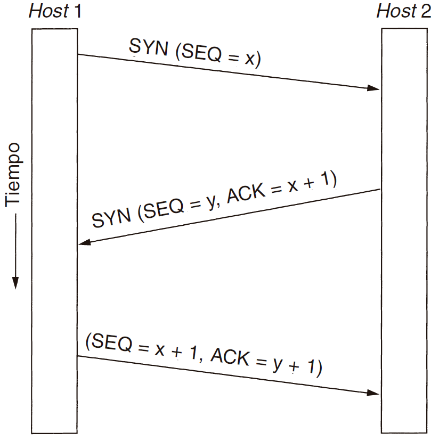 Host 1
Host 2
SYN (SEQ = x)
Tiempo
SYN (SEQ = y, ACK = x + 1)
(SEQ = x + 1, ACK = y + 1)